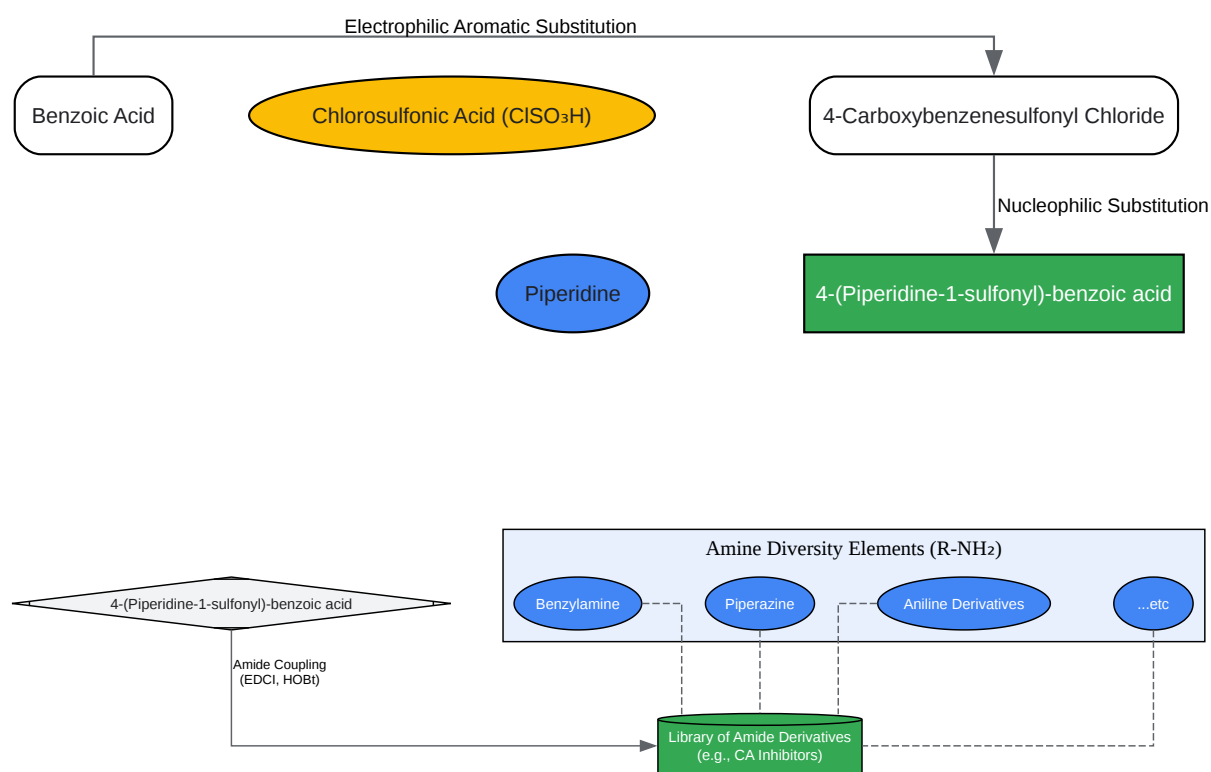 Electrophilic Aromatic Substitution
Benzoic Acid
Chlorosulfonic Acid (ClSO₃H)
4-Carboxybenzenesulfonyl Chloride
Nucleophilic Substitution
Piperidine
4-(Piperidine-1-sulfonyl)-benzoic acid
Amine Diversity Elements (R-NH₂)
4-(Piperidine-1-sulfonyl)-benzoic acid
Benzylamine
Piperazine
Aniline Derivatives
...etc
Amide Coupling
(EDCI, HOBt)
Library of Amide Derivatives
(e.g., CA Inhibitors)